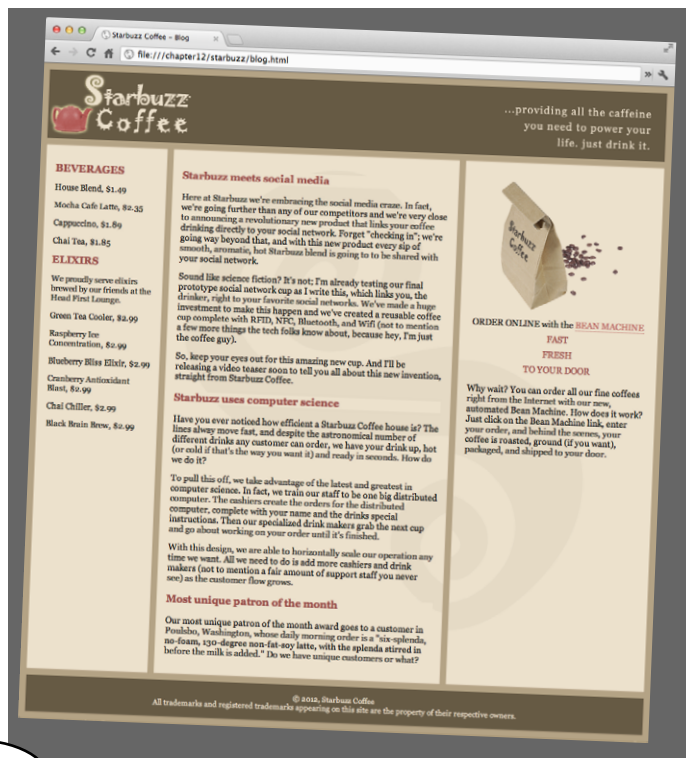 Starbuzz Coffee – Blog
file:///chapter12/starbuzz/blog.html
Starbuzz
Coffee
...providing all the caffeine
you need to power your
life. just drink it.
BEVERAGES
House Blend, $1.49
Mocha Cafe Latte, $2.35
Cappuccino, $1.89
Chai Tea, $1.85
ELIXIRS
We proudly serve elixirs
brewed by our friends at the
Head First Lounge.
Green Tea Cooler, $2.99
Raspberry Ice
Concentration, $2.99
Blueberry Bliss Elixir, $2.99
Cranberry Antioxidant
Blast, $2.99
Chai Chiller, $2.99
Black Brain Brew, $2.99
Starbuzz meets social media
Here at Starbuzz we're embracing the social media craze. In fact,
we're going further than any of our competitors and we're very close
to announcing a revolutionary new product that links your coffee
drinking directly to your social network. Forget "checking in"; we're
going way beyond that, and with this new product every sip of
smooth, aromatic, hot Starbuzz blend is going to to be shared with
your social network.
Sound like science fiction? It's not; I'm already testing our final
prototype social network cup as I write this, which links you, the
drinker, right to your favorite social networks. We've made a huge
investment to make this happen and we've created a reusable coffee
cup complete with RFID, NFC, Bluetooth, and Wifi (not to mention
a few more things the tech folks know about, because hey, I'm just
the coffee guy).
So, keep your eyes out for this amazing new cup. And I'll be
releasing a video teaser soon to tell you all about this new invention,
straight from Starbuzz Coffee.
Starbuzz uses computer science
Have you ever noticed how efficient a Starbuzz Coffee house is? The
lines alway move fast, and despite the astronomical number of
different drinks any customer can order, we have your drink up, hot
(or cold if that's the way you want it) and ready in seconds. How do
we do it?
To pull this off, we take advantage of the latest and greatest in
computer science. In fact, we train our staff to be one big distributed
computer. The cashiers create the orders for the distributed
computer, complete with your name and the drinks special
instructions. Then our specialized drink makers grab the next cup
and go about working on your order until it's finished.
With this design, we are able to horizontally scale our operation any
time we want. All we need to do is add more cashiers and drink
makers (not to mention a fair amount of support staff you never
see) as the customer flow grows.
Most unique patron of the month
Our most unique patron of the month award goes to a customer in
Poulsbo, Washington, whose daily morning order is a "six-splenda,
no-foam, 130-degree non-fat-soy latte, with the splenda stirred in
before the milk is added." Do we have unique customers or what?
Starbuzz
Coffee
ORDER ONLINE with the BEAN MACHINE
FAST
FRESH
TO YOUR DOOR
Why wait? You can order all our fine coffees
right from the Internet with our new,
automated Bean Machine. How does it work?
Just click on the Bean Machine link, enter
your order, and behind the scenes, your
coffee is roasted, ground (if you want),
packaged, and shipped to your door.
© 2012, Starbuzz Coffee
All trademarks and registered trademarks appearing on this site are the property of their respective owners.